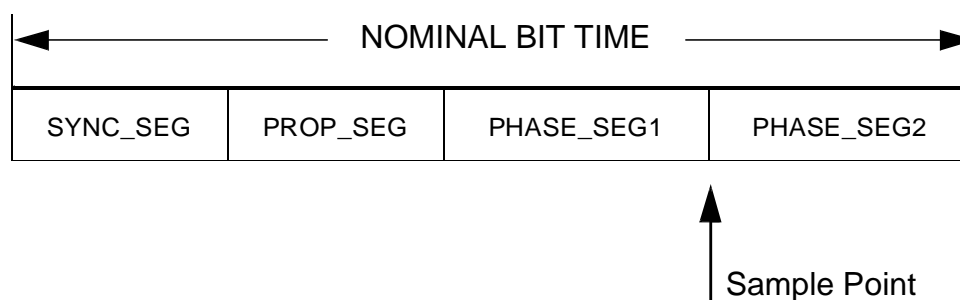 NOMINAL BIT TIME
SYNC_SEG PROP_SEG PHASE_SEG1 PHASE_SEG2
Sample Point